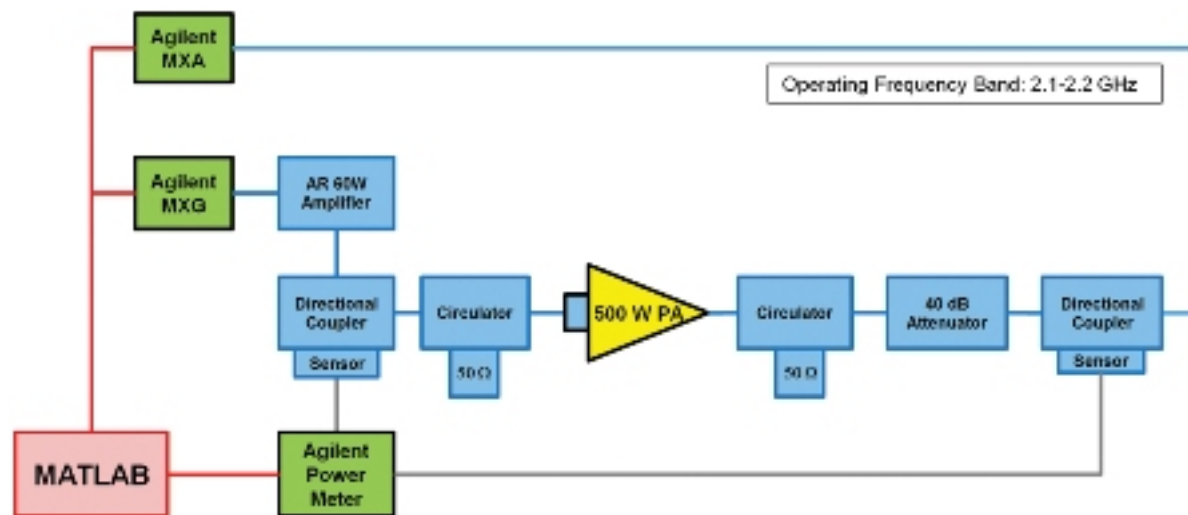 Agilent
MXA
Operating Frequency Band: 2.1-2.2 GHz
Agilent
MXG
AR 60W
Amplifier
Directional
Coupler
Sensor
Circulator
50 Ω
500 W PA
Circulator
50 Ω
40 dB
Attenuator
Directional
Coupler
Sensor
MATLAB
Agilent
Power
Meter